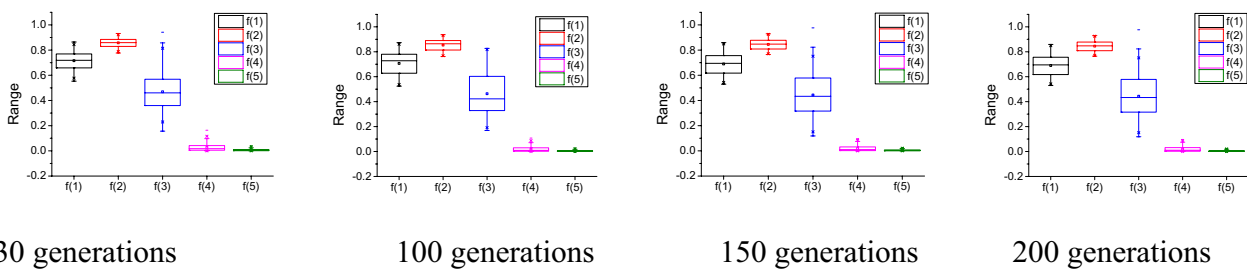 1.0
0.8
0.6
0.4
0.2
0.0
-0.2
Range
f(1) f(2) f(3) f(4) f(5)
f(1)
f(2)
f(3)
f(4)
f(5)
1.0
0.8
0.6
0.4
0.2
0.0
-0.2
Range
f(1) f(2) f(3) f(4) f(5)
f(1)
f(2)
f(3)
f(4)
f(5)
1.0
0.8
0.6
0.4
0.2
0.0
-0.2
Range
f(1) f(2) f(3) f(4) f(5)
f(1)
f(2)
f(3)
f(4)
f(5)
1.0
0.8
0.6
0.4
0.2
0.0
-0.2
Range
f(1) f(2) f(3) f(4) f(5)
f(1)
f(2)
f(3)
f(4)
f(5)
30 generations 100 generations 150 generations 200 generations